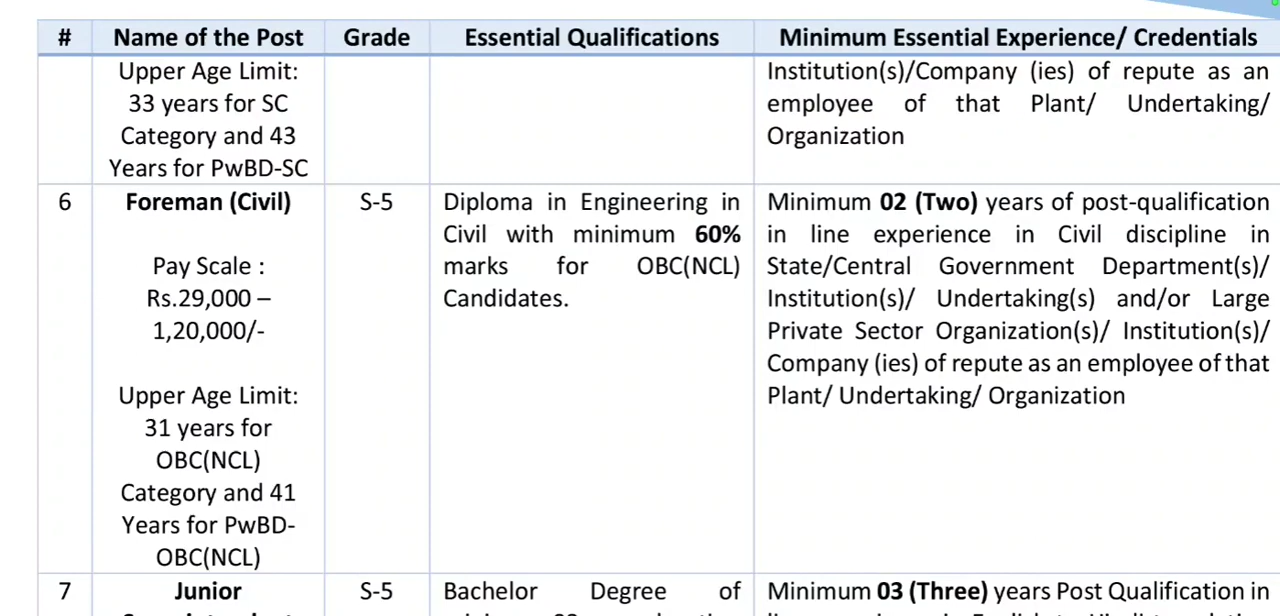 # Name of the Post Grade Essential Qualifications Minimum Essential Experience/ Credentials
Upper Age Limit:
33 years for SC
Category and 43
Years for PwBD-SC
Institution(s)/Company (ies) of repute as an
employee of that Plant/ Undertaking/
Organization
6
Foreman (Civil)
Pay Scale :
Rs.29,000 –
1,20,000/-
Upper Age Limit:
31 years for
OBC(NCL)
Category and 41
Years for PwBD-
OBC(NCL)
S-5
Diploma in Engineering in
Civil with minimum 60%
marks for OBC(NCL)
Candidates.
Minimum 02 (Two) years of post-qualification
in line experience in Civil discipline in
State/Central Government Department(s)/
Institution(s)/ Undertaking(s) and/or Large
Private Sector Organization(s)/ Institution(s)/
Company (ies) of repute as an employee of that
Plant/ Undertaking/ Organization
7
Junior
S-5
Bachelor Degree of
Minimum 03 (Three) years Post Qualification in